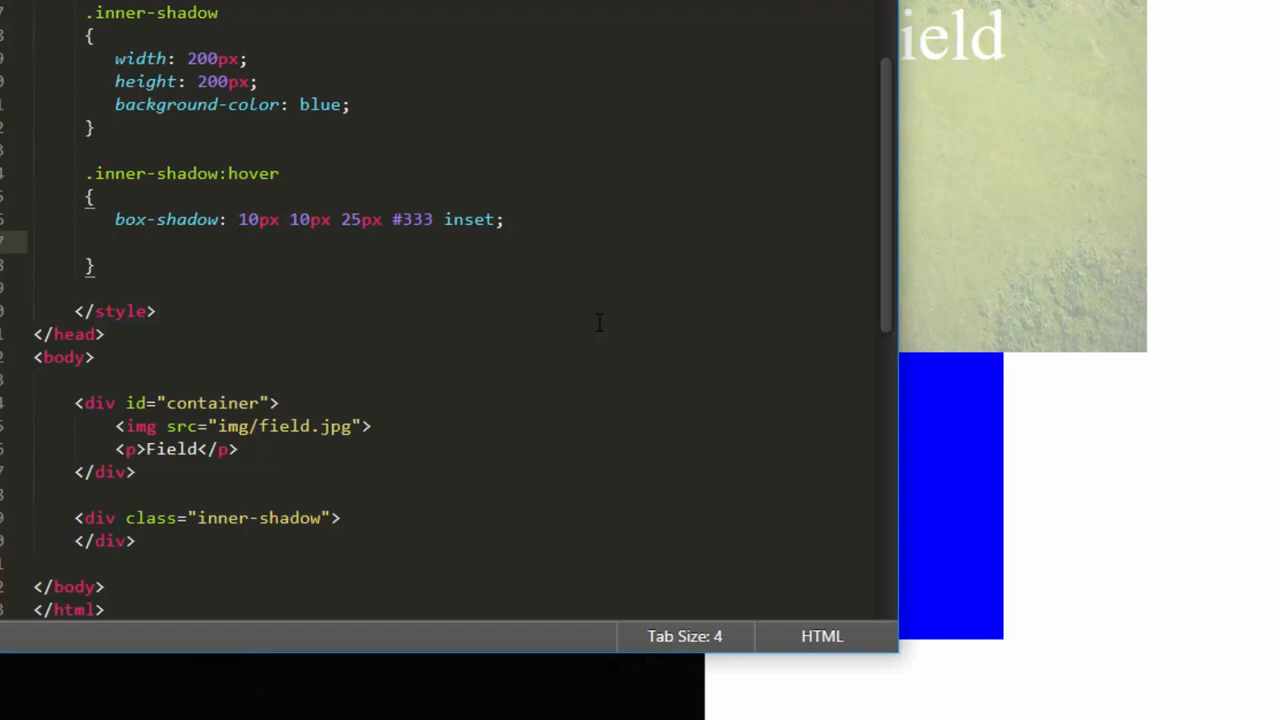 .inner-shadow
{
width: 200px;
height: 200px;
background-color: blue;
}
.inner-shadow:hover
{
box-shadow: 10px 10px 25px #333 inset;
}
</style>
</head>
<body>
<div id="container">
<img src="img/field.jpg">
<p>Field</p>
</div>
<div class="inner-shadow">
</div>
</body>
</html>
Tab Size: 4 HTML
ield